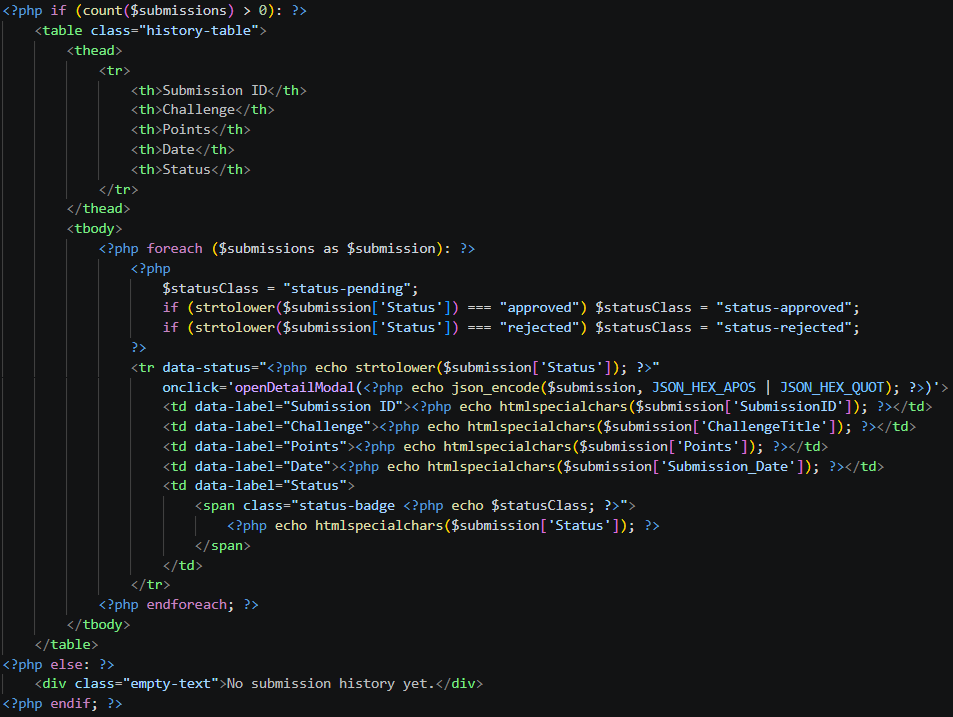 <?php if (count($submissions) > 0): ?>
    <table class="history-table">
        <thead>
            <tr>
                <th>Submission ID</th>
                <th>Challenge</th>
                <th>Points</th>
                <th>Date</th>
                <th>Status</th>
            </tr>
        </thead>
        <tbody>
            <?php foreach ($submissions as $submission): ?>
                <?php
                    $statusClass = "status-pending";
                    if (strtolower($submission['Status']) === "approved") $statusClass = "status-approved";
                    if (strtolower($submission['Status']) === "rejected") $statusClass = "status-rejected";
                ?>
                <tr data-status="<?php echo strtolower($submission['Status']); ?>"
                    onclick='openDetailModal(<?php echo json_encode($submission, JSON_HEX_APOS | JSON_HEX_QUOT); ?>)'>
                    <td data-label="Submission ID"><?php echo htmlspecialchars($submission['SubmissionID']); ?></td>
                    <td data-label="Challenge"><?php echo htmlspecialchars($submission['ChallengeTitle']); ?></td>
                    <td data-label="Points"><?php echo htmlspecialchars($submission['Points']); ?></td>
                    <td data-label="Date"><?php echo htmlspecialchars($submission['Submission_Date']); ?></td>
                    <td data-label="Status">
                        <span class="status-badge <?php echo $statusClass; ?>">
                            <?php echo htmlspecialchars($submission['Status']); ?>
                        </span>
                    </td>
                </tr>
            <?php endforeach; ?>
        </tbody>
    </table>
<?php else: ?>
    <div class="empty-text">No submission history yet.</div>
<?php endif; ?>